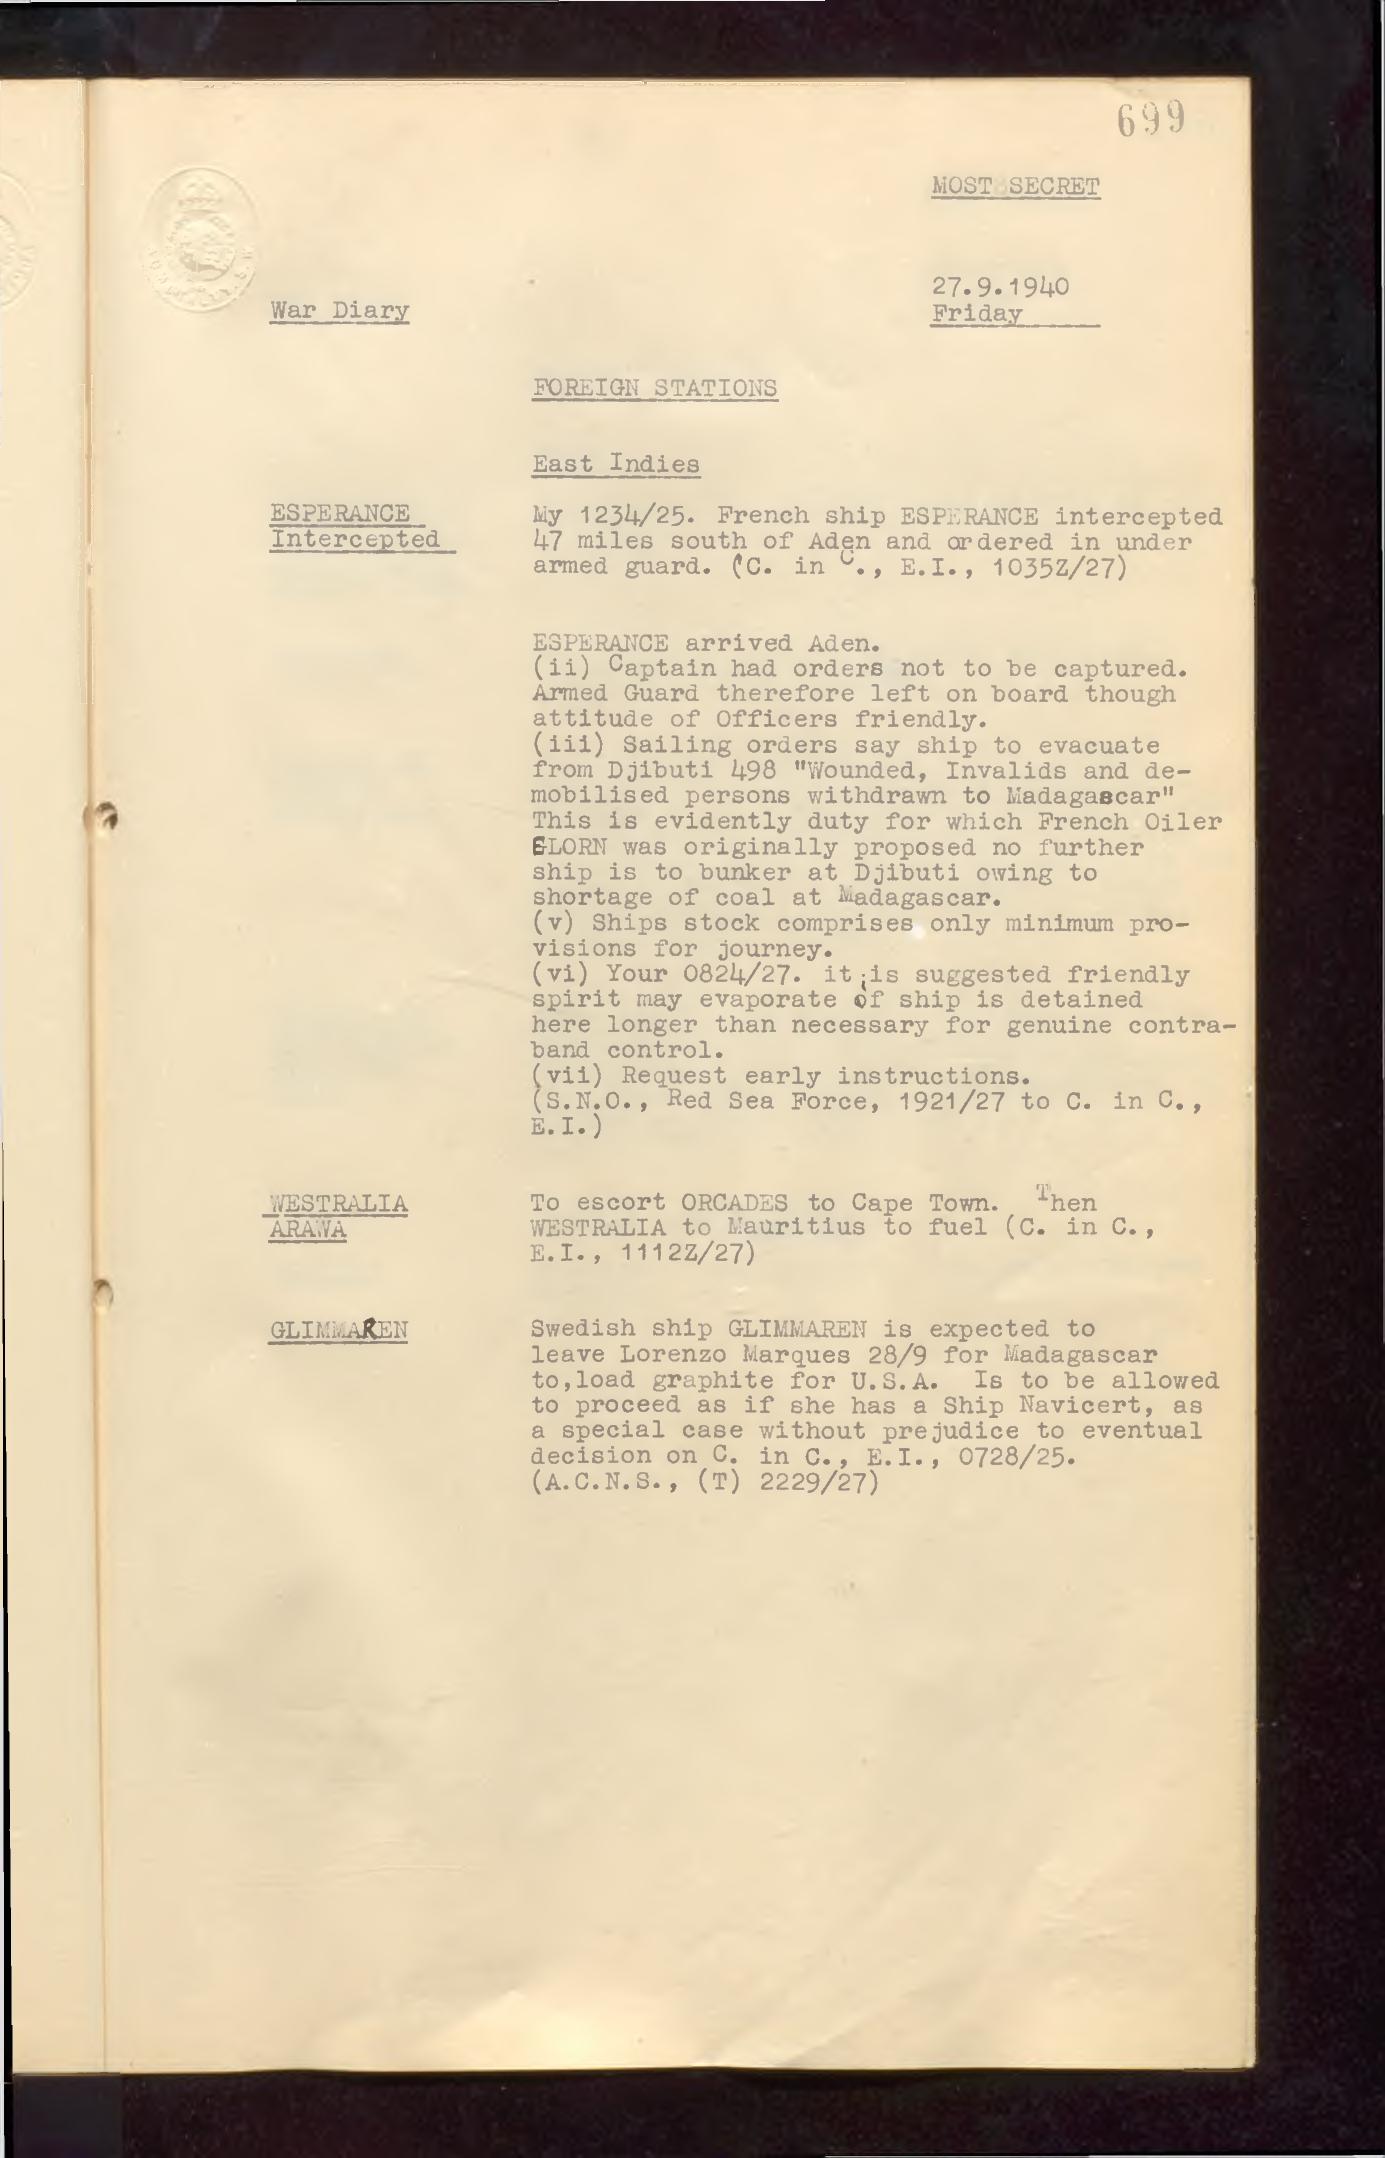 699
MOST SECRET
27.9.1940
War Diary
Friday
FOREIGN STATIONS
East Indies
ESPERANCE
Intercepted
My 1234/25. French ship ESPERANCE intercepted
47 miles south of Aden and ordered in under
armed guard. (C. in C., E.I., 1035Z/27)
ESPERANCE arrived Aden.
(ii) Captain had orders not to be captured.
Armed Guard therefore left on board though
attitude of Officers friendly.
(iii) Sailing orders say ship to evacuate
from Djibuti 498 "Wounded, Invalids and de-
mobilised persons withdrawn to Madagascar"
This is evidently duty for which French Oiler
ELORN was originally proposed no further
ship is to bunker at Djibuti owing to
shortage of coal at Madagascar.
(v) Ships stock comprises only minimum pro-
visions for journey.
(vi) Your 0824/27. it is suggested friendly
spirit may evaporate if ship is detained
here longer than necessary for genuine contra-
band control.
(vii) Request early instructions.
(S.N.O., Red Sea Force, 1921/27 to C. in C.,
E.I.)
WESTRALIA
ARAWA
To escort ORCADES to Cape Town. Then
WESTRALIA to Mauritius to fuel (C. in C.,
E.I., 1112Z/27)
GLIMMAREN
Swedish ship GLIMMAREN is expected to
leave Lorenzo Marques 28/9 for Madagascar
to,load graphite for U.S.A. Is to be allowed
to proceed as if she has a Ship Navicert, as
a special case without prejudice to eventual
decision on C. in C., E.I., 0728/25.
(A.C.N.S., (T) 2229/27)